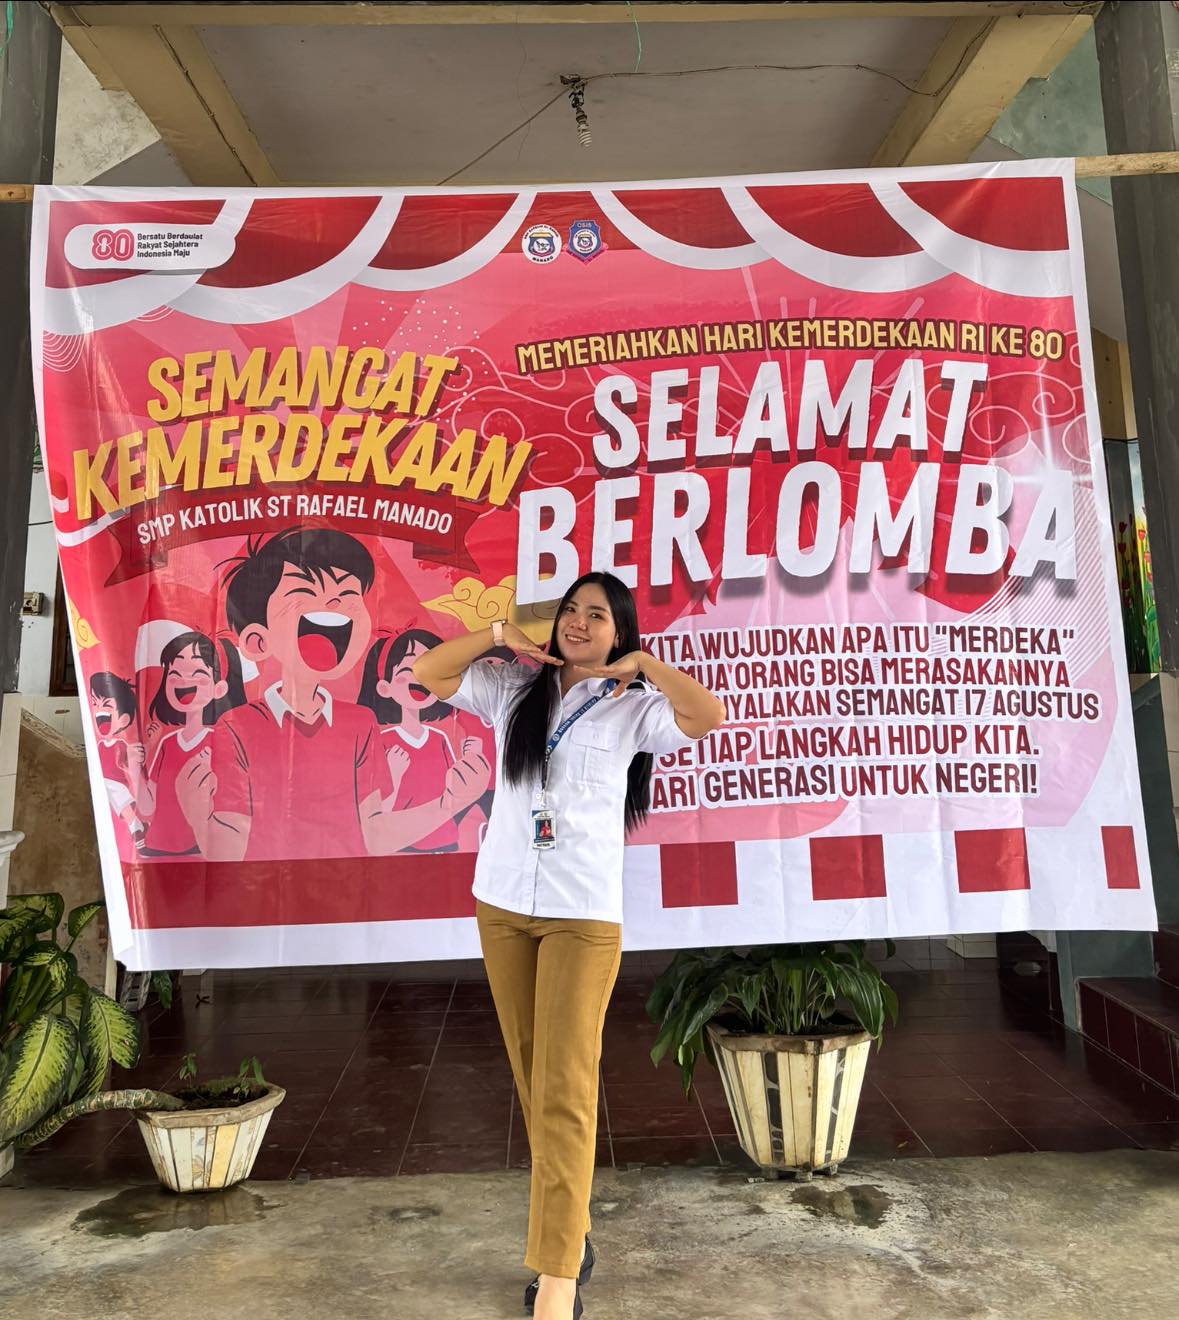 80
Bersatu Berdaulat
Rakyat Sejahtera
Indonesia Maju
MANADO
OSIS
SEMANGAT
KEMERDEKAAN
SMP KATOLIK ST RAFAEL MANADO
MEMERIAHKAN HARI KEMERDEKAAN RI KE 80
SELAMAT
BERLOMBA
KITA WUJUDKAN APA ITU "MERDEKA"
MUA ORANG BISA MERASAKANNYA
NYALAKAN SEMANGAT 17 AGUSTUS
SETIAP LANGKAH HIDUP KITA.
ARI GENERASI UNTUK NEGERI!